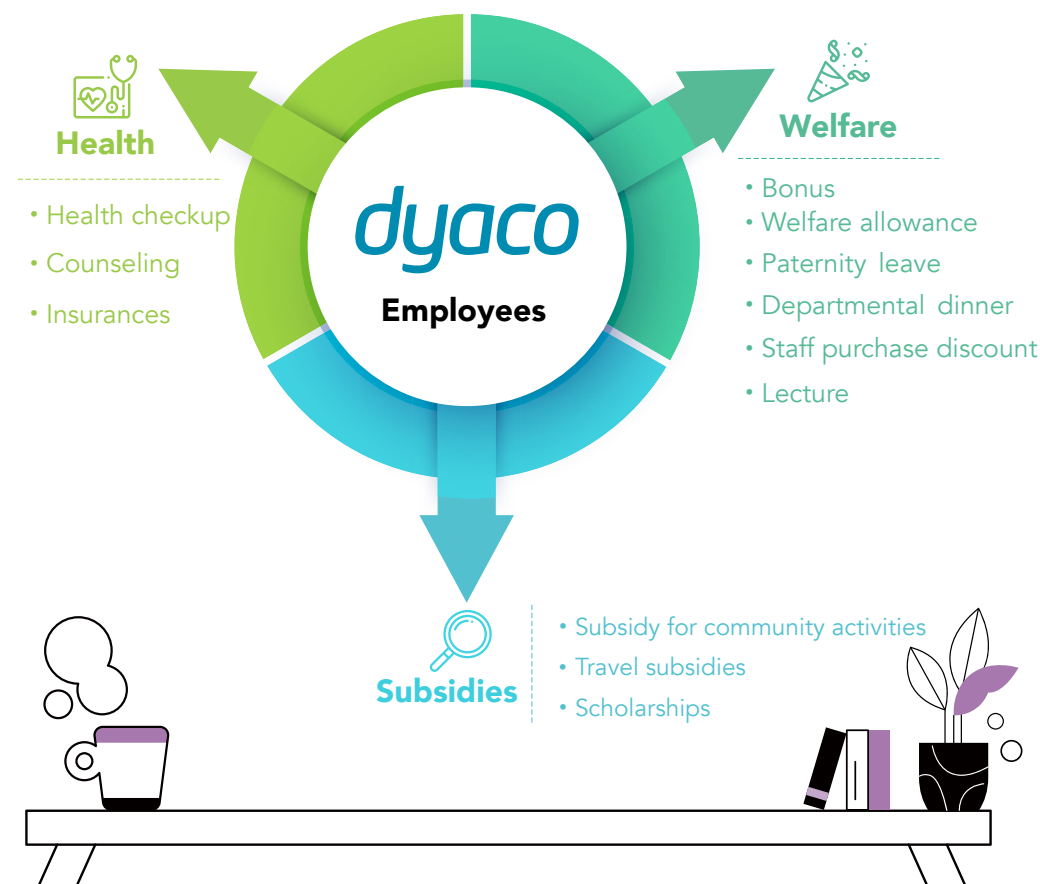 Health
• Health checkup
• Counseling
• Insurances
dyaco
Employees
Welfare
• Bonus
• Welfare allowance
• Paternity leave
• Departmental dinner
• Staff purchase discount
• Lecture
Subsidies
• Subsidy for community activities
• Travel subsidies
• Scholarships